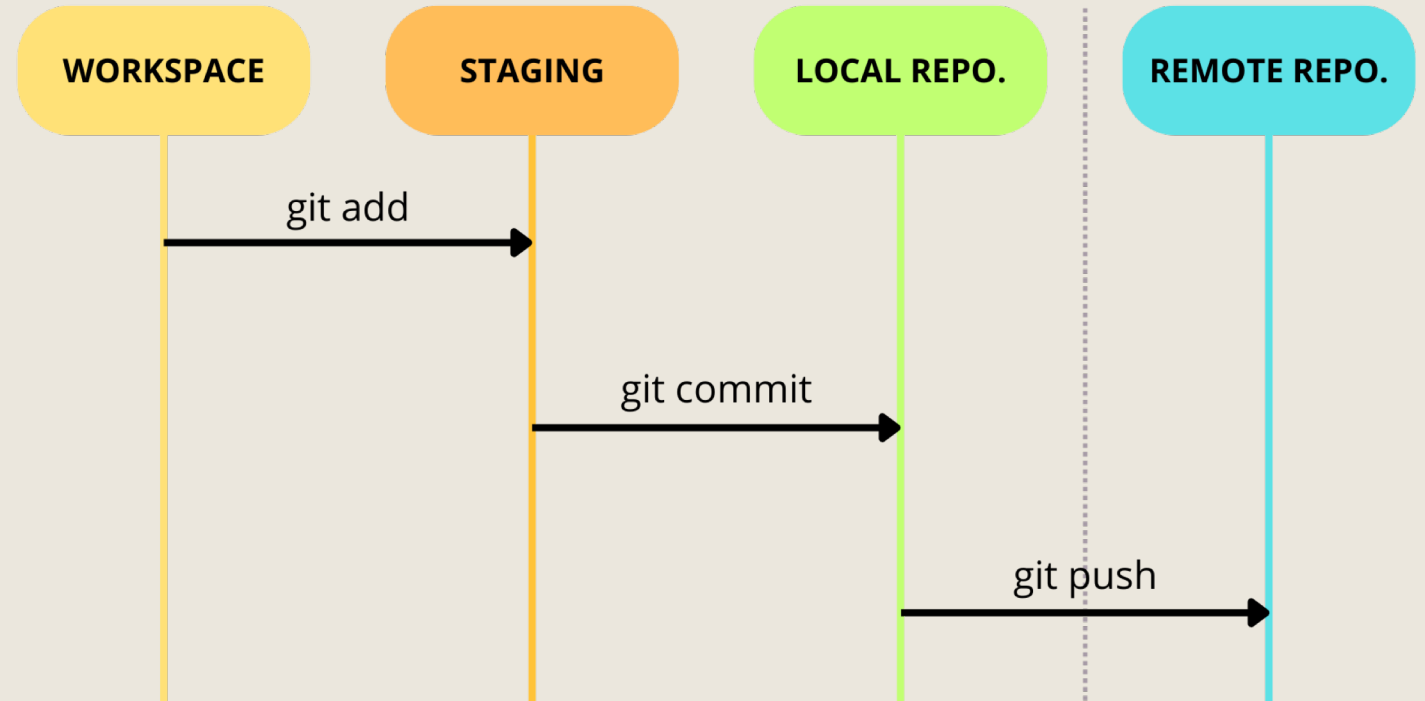 WORKSPACE
STAGING
LOCAL REPO.
REMOTE REPO.
git add
git commit
git push